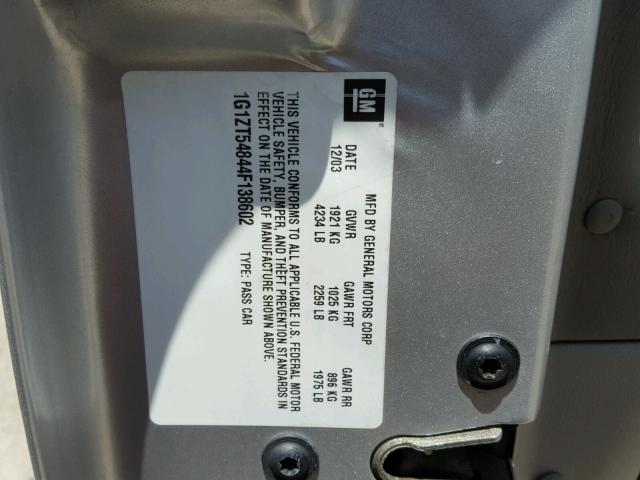 GM
MFD BY GENERAL MOTORS CORP
DATE GVWR GAWR FRT GAWR RR
12/03 1921 KG 1025 KG 896 KG
4234 LB 2259 LB 1975 LB
THIS VEHICLE CONFORMS TO ALL APPLICABLE U.S. FEDERAL MOTOR
VEHICLE SAFETY, BUMPER, AND THEFT PREVENTION STANDARDS IN
EFFECT ON THE DATE OF MANUFACTURE SHOWN ABOVE.
1G1ZT54844F138602 TYPE: PASS CAR